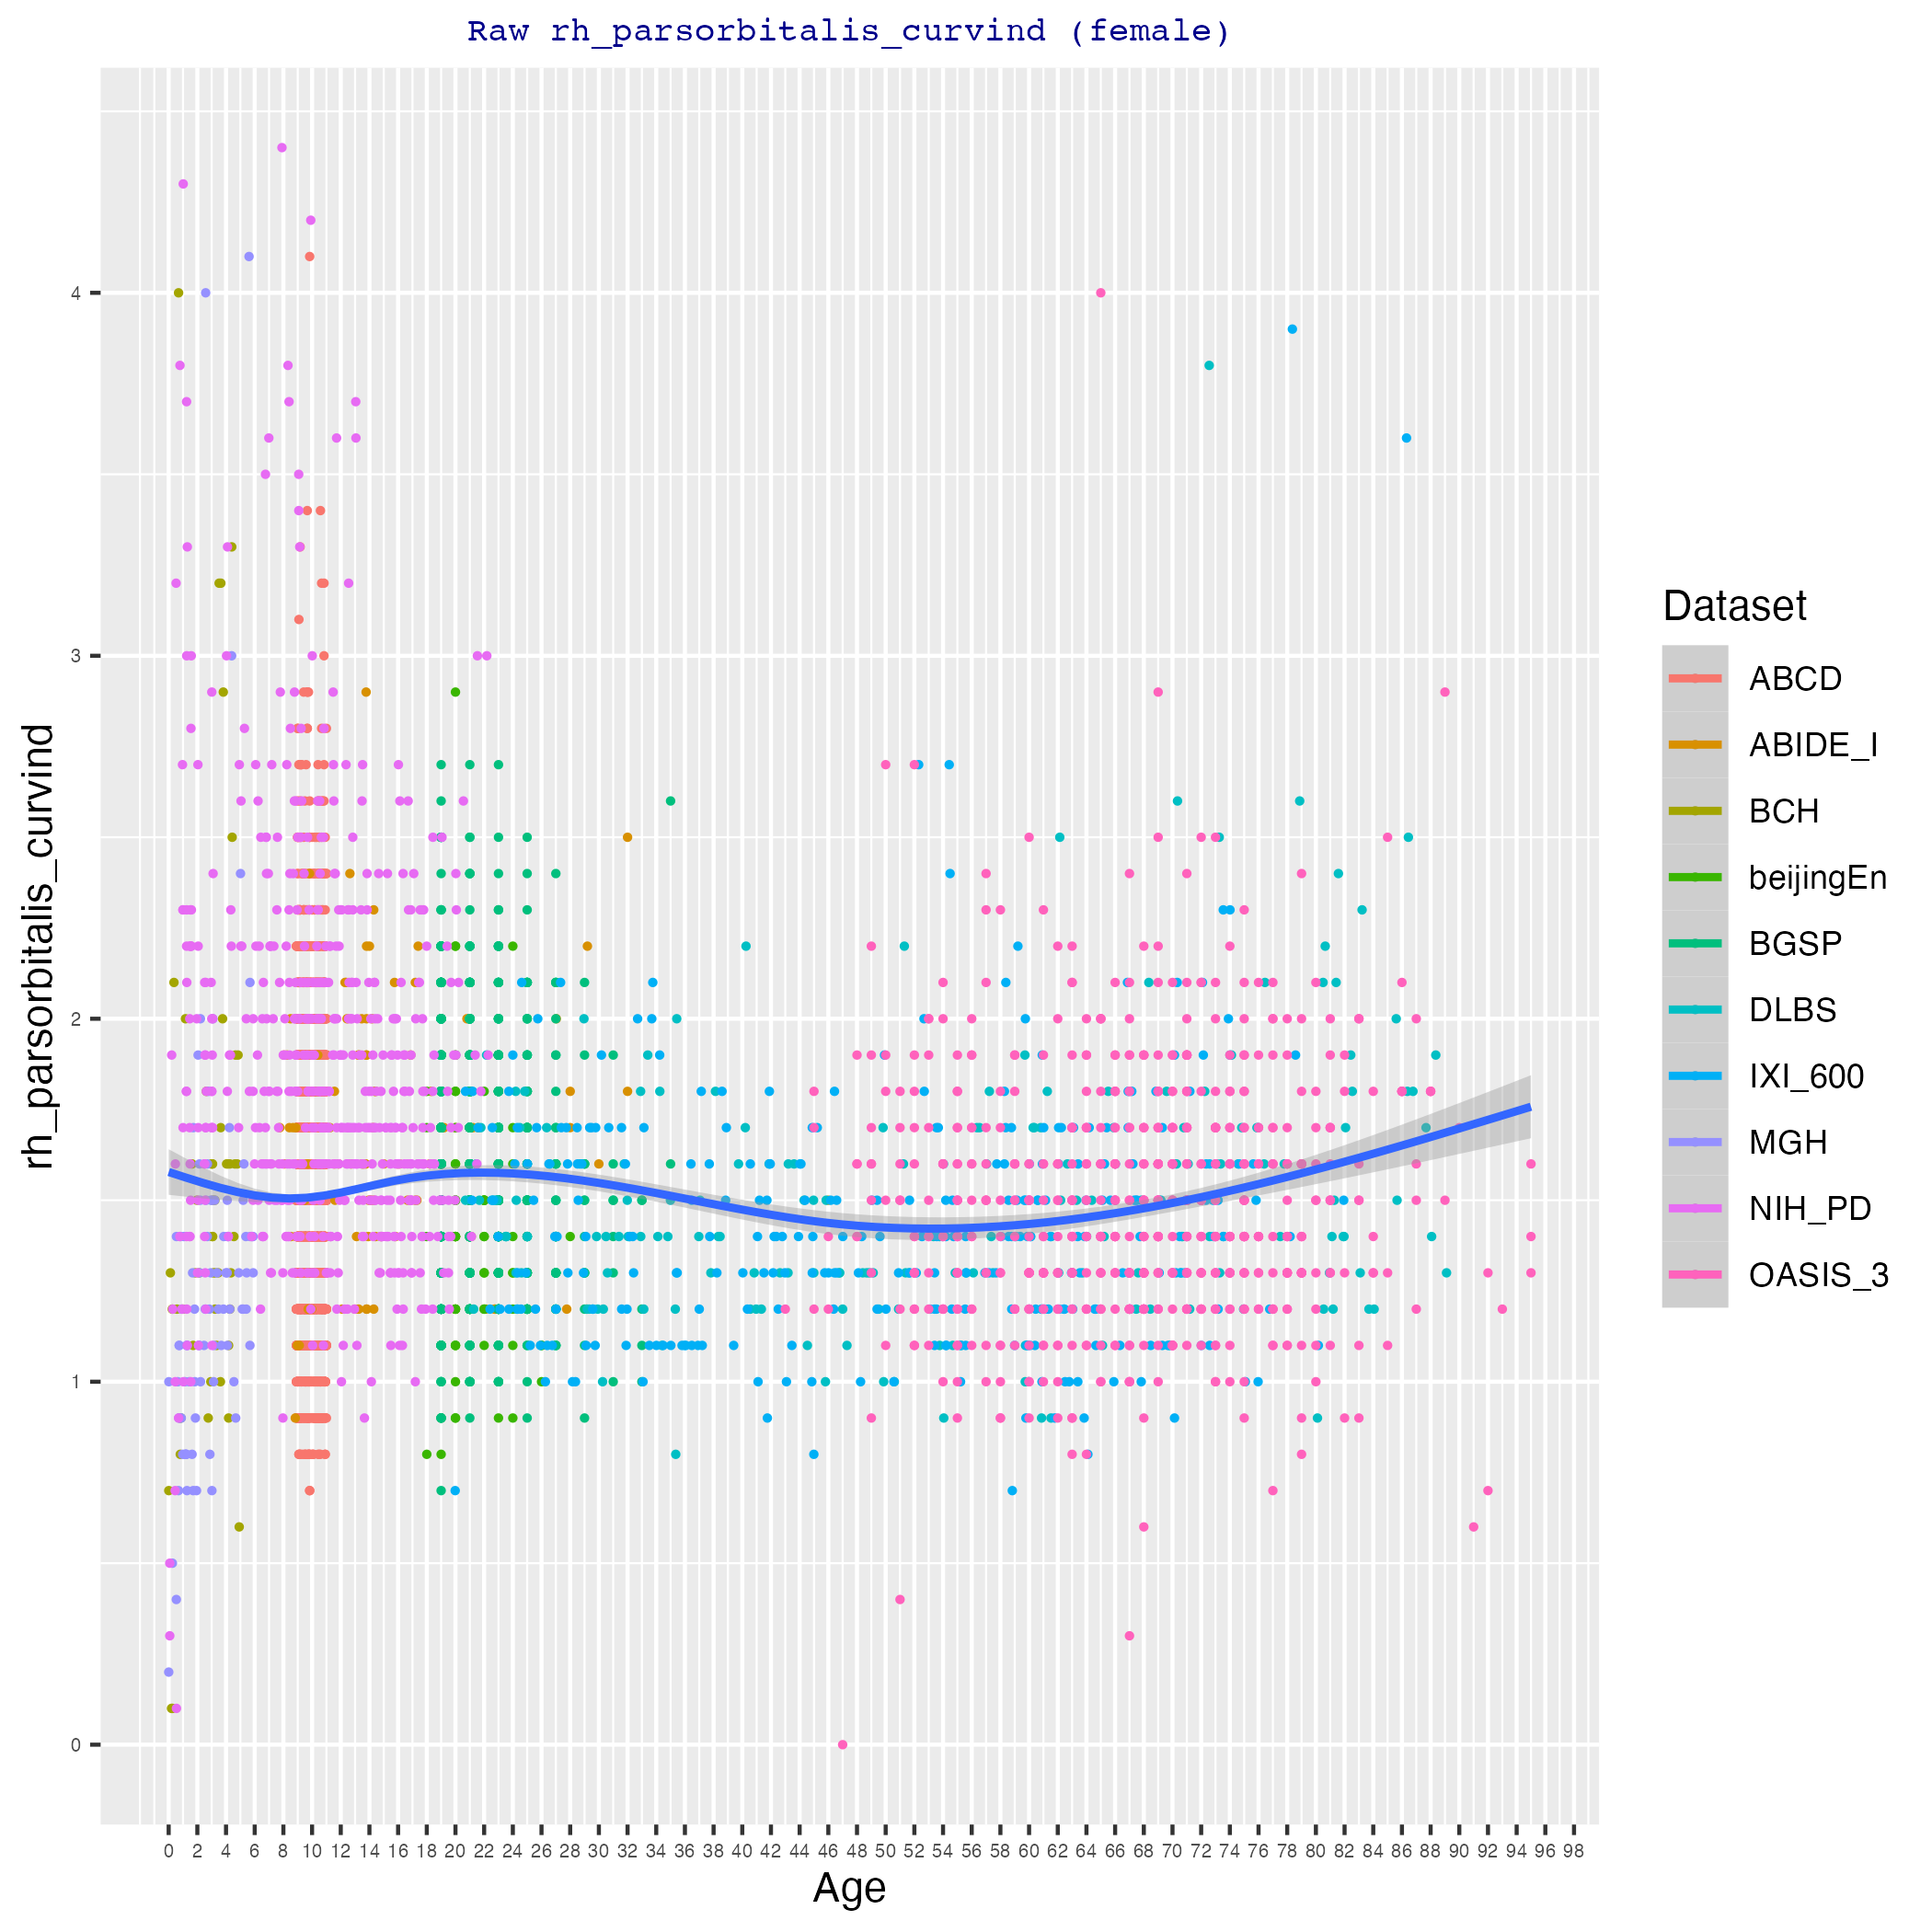 Raw rh_parsorbitalis_curvind (female)
rh_parsorbitalis_curvind
4
3
2
1
0
0 2 4 6 8 10 12 14 16 18 20 22 24 26 28 30 32 34 36 38 40 42 44 46 48 50 52 54 56 58 60 62 64 66 68 70 72 74 76 78 80 82 84 86 88 90 92 94 96 98
Age
Dataset
ABCD
ABIDE_I
BCH
beijingEn
BGSP
DLBS
IXI_600
MGH
NIH_PD
OASIS_3